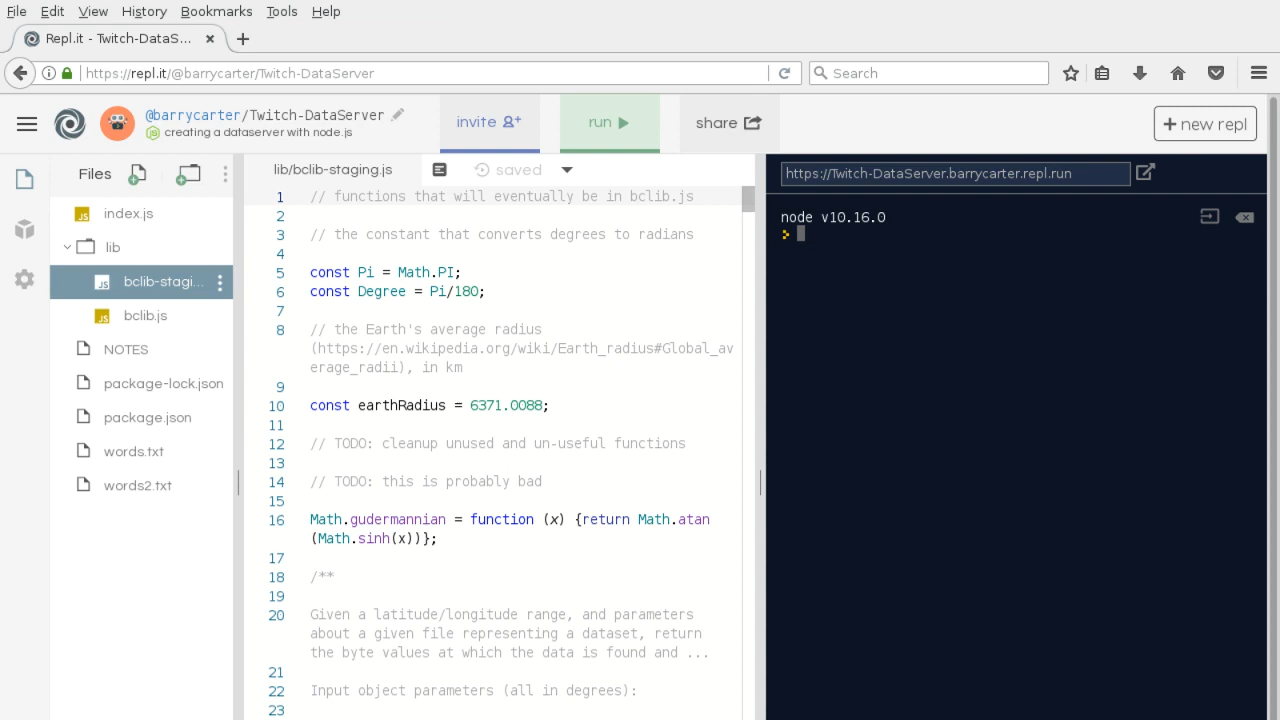 File Edit View History Bookmarks Tools Help
Repl.it - Twitch-DataS...
https://repl.it/@barrycarter/Twitch-DataServer
Search
@barrycarter/Twitch-DataServer
creating a dataserver with node.js
invite
run
share
+ new repl
Files
index.js
lib
bclib-stagi...
bclib.js
NOTES
package-lock.json
package.json
words.txt
words2.txt
lib/bclib-staging.js
saved
1 // functions that will eventually be in bclib.js
2
3 // the constant that converts degrees to radians
4
5 const Pi = Math.PI;
6 const Degree = Pi/180;
7
8 // the Earth's average radius
(https://en.wikipedia.org/wiki/Earth_radius#Global_av
erage_radii), in km
9
10 const earthRadius = 6371.0088;
11
12 // TODO: cleanup unused and un-useful functions
13
14 // TODO: this is probably bad
15
16 Math.gudermannian = function (x) {return Math.atan
(Math.sinh(x))};
17
18 /**
19
20 Given a latitude/longitude range, and parameters
about a given file representing a dataset, return
the byte values at which the data is found and ...
21
22 Input object parameters (all in degrees):
23
https://Twitch-DataServer.barrycarter.repl.run
node v10.16.0